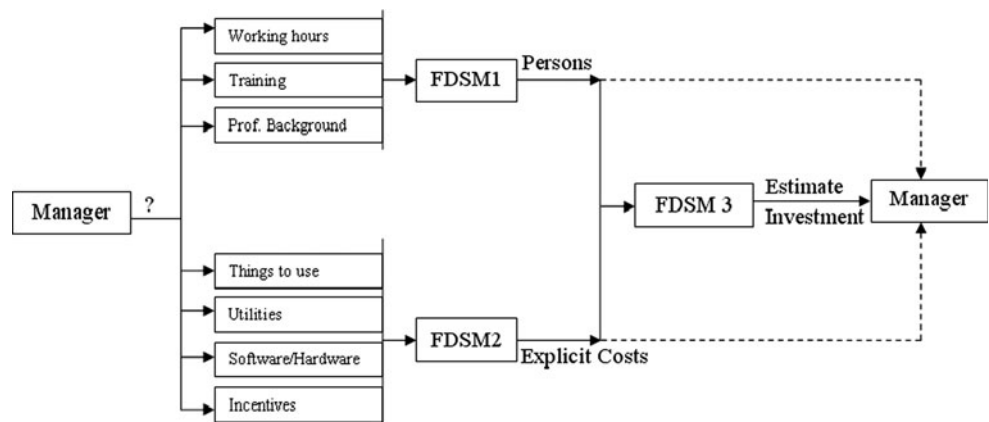 Working hours
Training
Prof. Background
FDSM1
Persons
Manager
?
FDSM 3
Estimate
Investment
Manager
Things to use
Utilities
Software/Hardware
Incentives
FDSM2
Explicit Costs